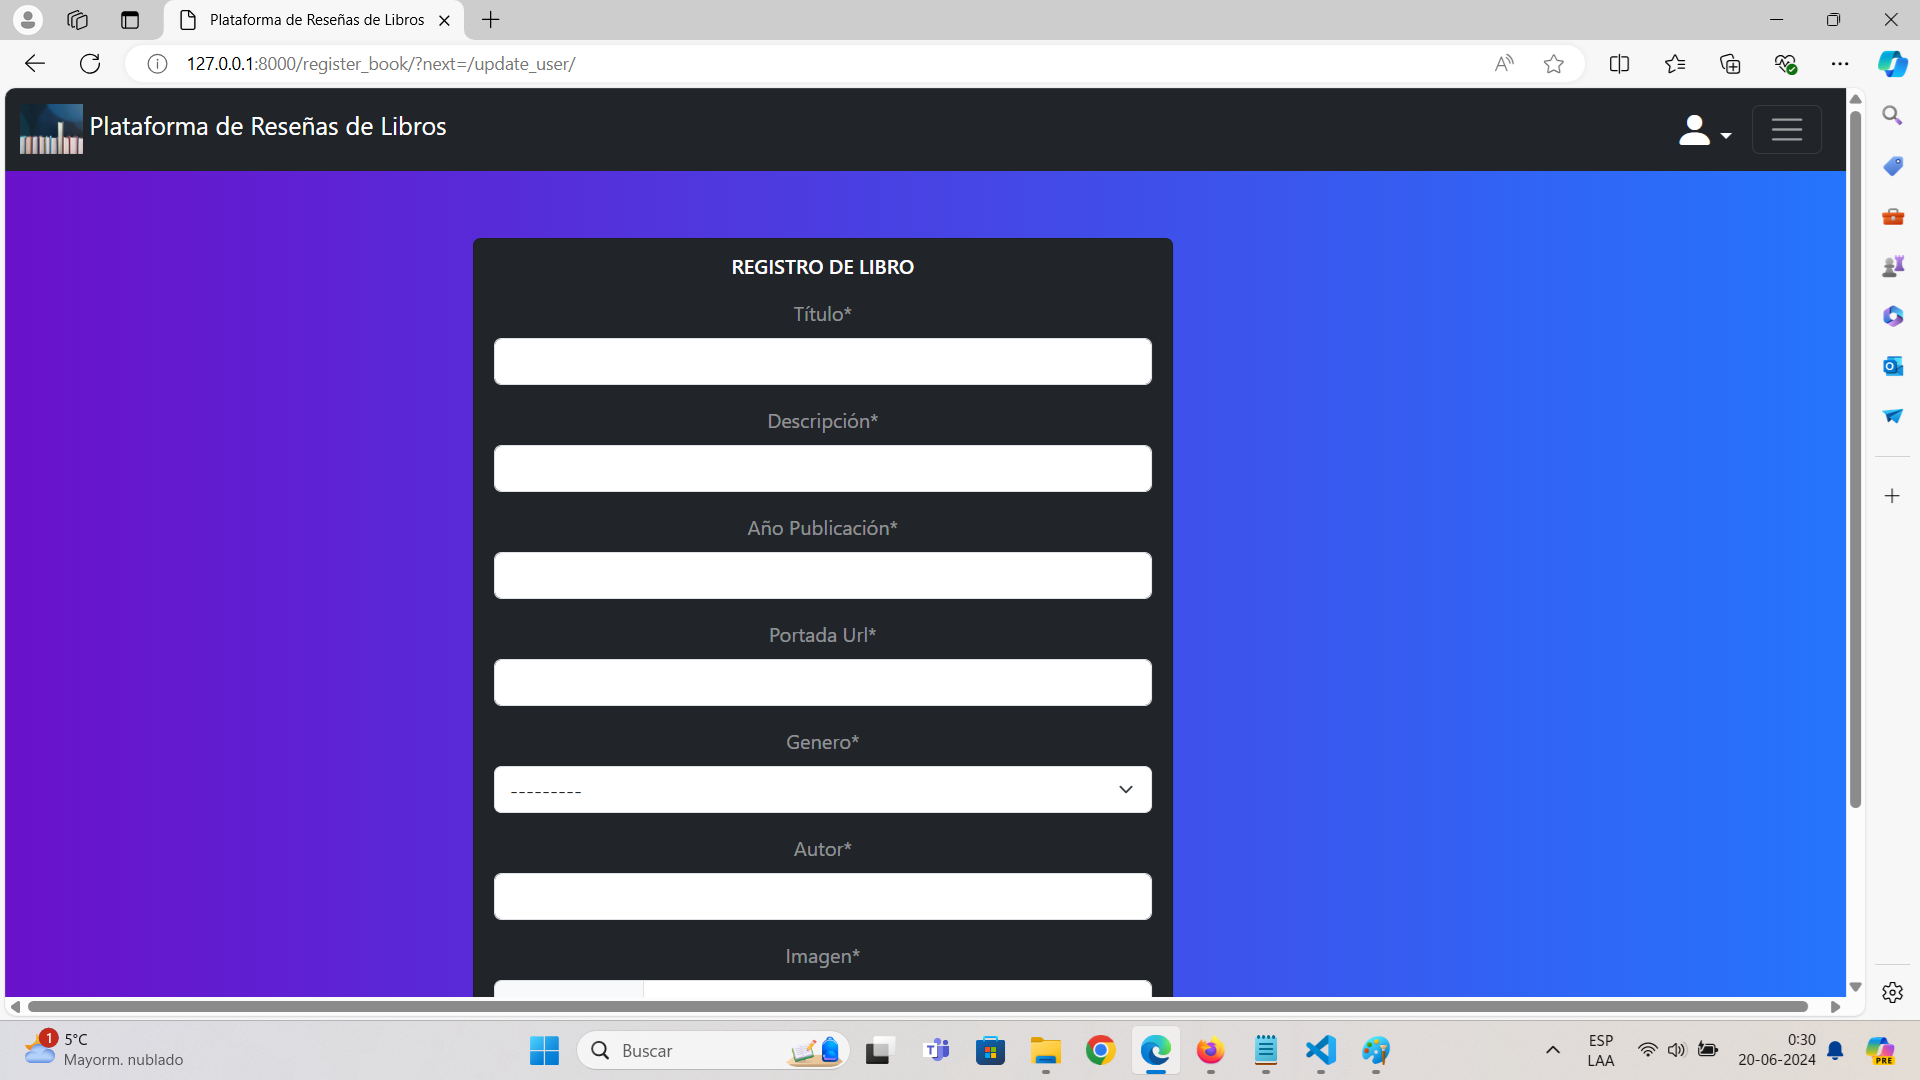 Plataforma de Reseñas de Libros
127.0.0.1:8000/register_book/?next=/update_user/
Plataforma de Reseñas de Libros
REGISTRO DE LIBRO
Título*
Descripción*
Año Publicación*
Portada Url*
Genero*
---------
Autor*
Imagen*
1
5°C
Mayorm. nublado
Buscar
ESP
LAA
0:30
20-06-2024
PRE